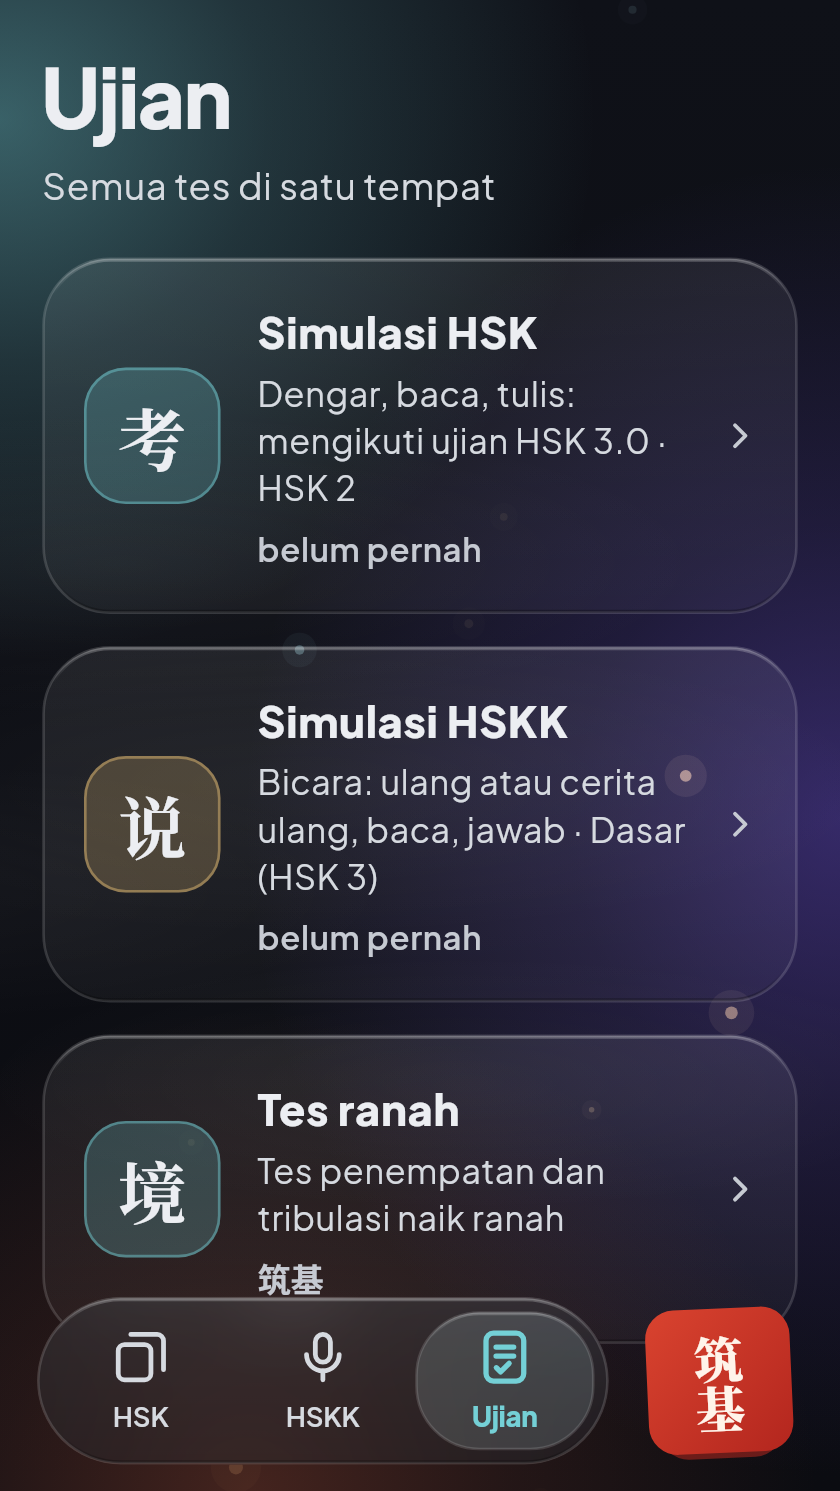 Ujian
Semua tes di satu tempat
考
Simulasi HSK
Dengar, baca, tulis:
mengikuti ujian HSK 3.0 ·
HSK 2
belum pernah
说
Simulasi HSKK
Bicara: ulang atau cerita
ulang, baca, jawab · Dasar
(HSK 3)
belum pernah
境
Tes ranah
Tes penempatan dan
tribulasi naik ranah
筑基
HSK
HSKK
Ujian
筑
基